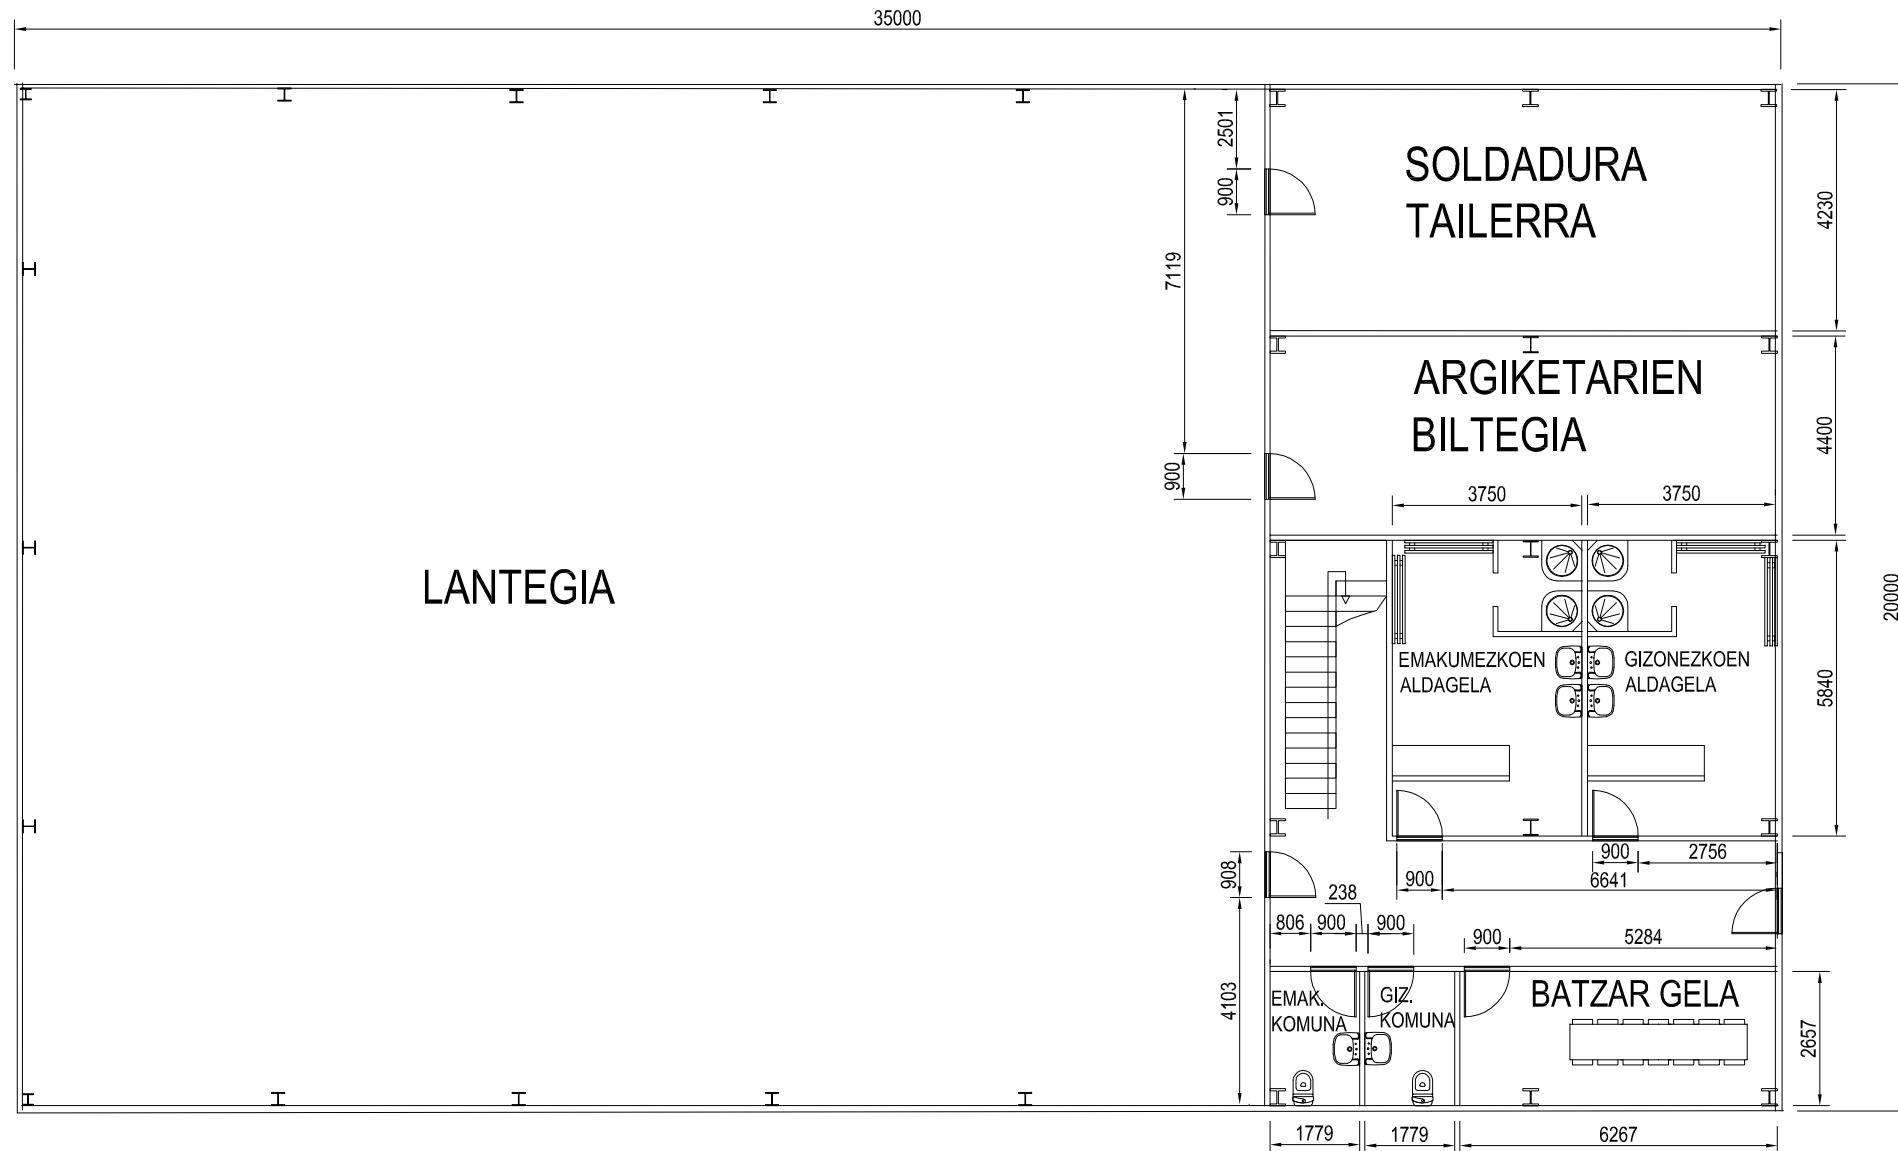 35000
2501
SOLDADURA
TAILERRA
900
4230
7119
ARGIKETARIEN
BILTEGIA
4400
900
3750
3750
LANTEGIA
20000
EMAKUMEZKOEN
ALDAGELA
GIZONEZKOEN
ALDAGELA
5840
908
900
2756
900
6641
238
806
900
900
900
5284
4103
EMAK.
KOMUNA
GIZ.
KOMUNA
BATZAR GELA
2657
1779
1779
6267